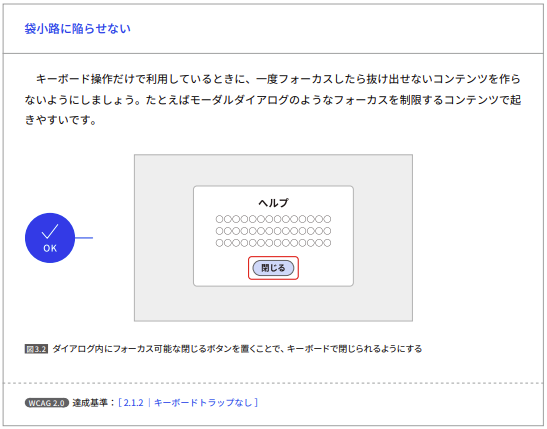 袋小路に陥らせない
キーボード操作だけで利用しているときに、一度フォーカスしたら抜け出せないコンテンツを作ら
ないようにしましょう。たとえばモーダルダイアログのようなフォーカスを制限するコンテンツで起
きやすいです。
ヘルプ
○○○○○○○○○○○○○○
○○○○○○○○○○○○○○
○○○○○○○○○○○○○○
閉じる
OK
図3.2 ダイアログ内にフォーカス可能な閉じるボタンを置くことで、キーボードで閉じられるようにする
WCAG 2.0 達成基準：[ 2.1.2 ｜キーボードトラップなし ]